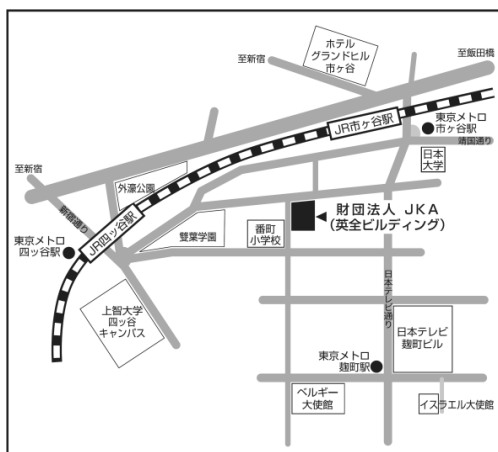 ホテル
グランドヒル
市ヶ谷
至新宿
至飯田橋
JR市ヶ谷駅
東京メトロ
市ヶ谷駅
靖国通り
日本
大学
至新宿
外濠公園
新宿通り
JR四ッ谷駅
東京メトロ
四ッ谷駅
雙葉学園
番町
小学校
財団法人 JKA
(英全ビルディング)
上智大学
四ッ谷
キャンパス
日本テレビ通り
日本テレビ
麹町ビル
東京メトロ
麹町駅
ベルギー
大使館
イスラエル大使館